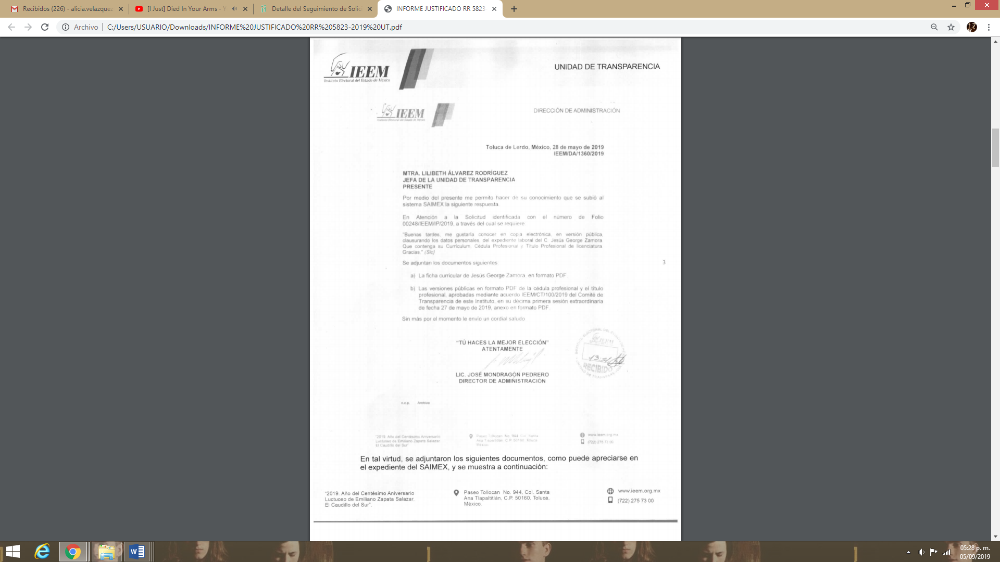 Recibidos (226) - alicia.velazquez
[I Just] Died In Your Arms - Y
Detalle del Seguimiento de Solic
INFORME JUSTIFICADO RR 5823-
Archivo
C:/Users/USUARIO/Downloads/INFORME%20JUSTIFICADO%20RR%205823-2019%20UT.pdf
IEEM
Instituto Electoral del Estado de México
UNIDAD DE TRANSPARENCIA
IEEM
Instituto Electoral del Estado de México
DIRECCIÓN DE ADMINISTRACIÓN
Toluca de Lerdo, México, 28 de mayo de 2019
IEEM/DA/1360/2019
MTRA. LILIBETH ÁLVAREZ RODRÍGUEZ
JEFA DE LA UNIDAD DE TRANSPARENCIA
PRESENTE
Por medio del presente me permito hacer de su conocimiento que se subió al
sistema SAIMEX la siguiente respuesta.
En Atención a la Solicitud identificada con el número de Folio
00248/IEEM/IP/2019, a través del cual se requiere:
"Buenas tardes, me gustaría conocer en copia electrónica, en versión pública,
clausurando los datos personales, del expediente laboral del C. Jesús George Zamora.
Que contenga su Currículum, Cédula Profesional y Título Profesional de licenciatura.
Gracias." (Sic)
Se adjuntan los documentos siguientes:
3
a) La ficha curricular de Jesús George Zamora, en formato PDF.
b) Las versiones públicas en formato PDF de la cédula profesional y el título
profesional, aprobadas mediante acuerdo IEEM/CT/100/2019 del Comité de
Transparencia de este Instituto, en su décima primera sesión extraordinaria
de fecha 27 de mayo de 2019, anexo en formato PDF.
Sin más por el momento le envío un cordial saludo.
"TÚ HACES LA MEJOR ELECCIÓN"
ATENTAMENTE
IEEM
13:51
RECIBIDO
LIC. JOSÉ MONDRAGÓN PEDRERO
DIRECTOR DE ADMINISTRACIÓN
c.c.p. Archivo
"2019. Año del Centésimo Aniversario
Luctuoso de Emiliano Zapata Salazar.
El Caudillo del Sur"
Paseo Tollocan No. 944, Col. Santa
Ana Tlapaltitlán, C.P. 50160, Toluca,
México.
www.ieem.org.mx
(722) 275 73 00
En tal virtud, se adjuntaron los siguientes documentos, como puede apreciarse en
el expediente del SAIMEX, y se muestra a continuación:
"2019. Año del Centésimo Aniversario
Luctuoso de Emiliano Zapata Salazar.
El Caudillo del Sur".
Paseo Tollocan No. 944, Col. Santa
Ana Tlapaltitlán, C.P. 50160, Toluca,
México.
www.ieem.org.mx
(722) 275 73 00
05:28 p. m.
05/09/2019